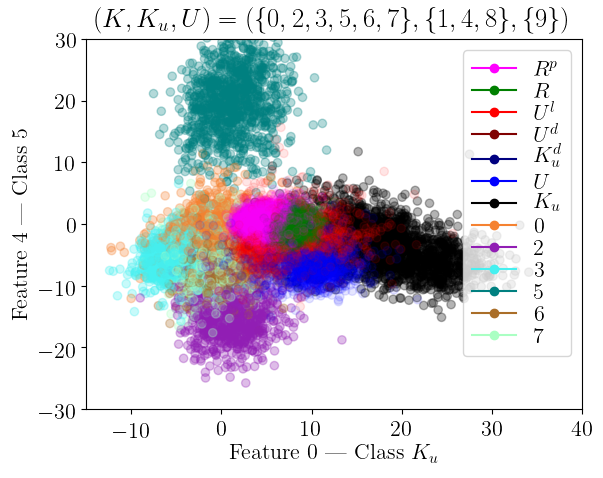 (K, K_u, U) = ({0, 2, 3, 5, 6, 7}, {1, 4, 8}, {9})
30
20
10
0
−10
−20
−30
Feature 4 — Class 5
−10 0 10 20 30 40
Feature 0 — Class K_u
R^p
R
U^l
U^d
K_u^d
U
K_u
0
2
3
5
6
7